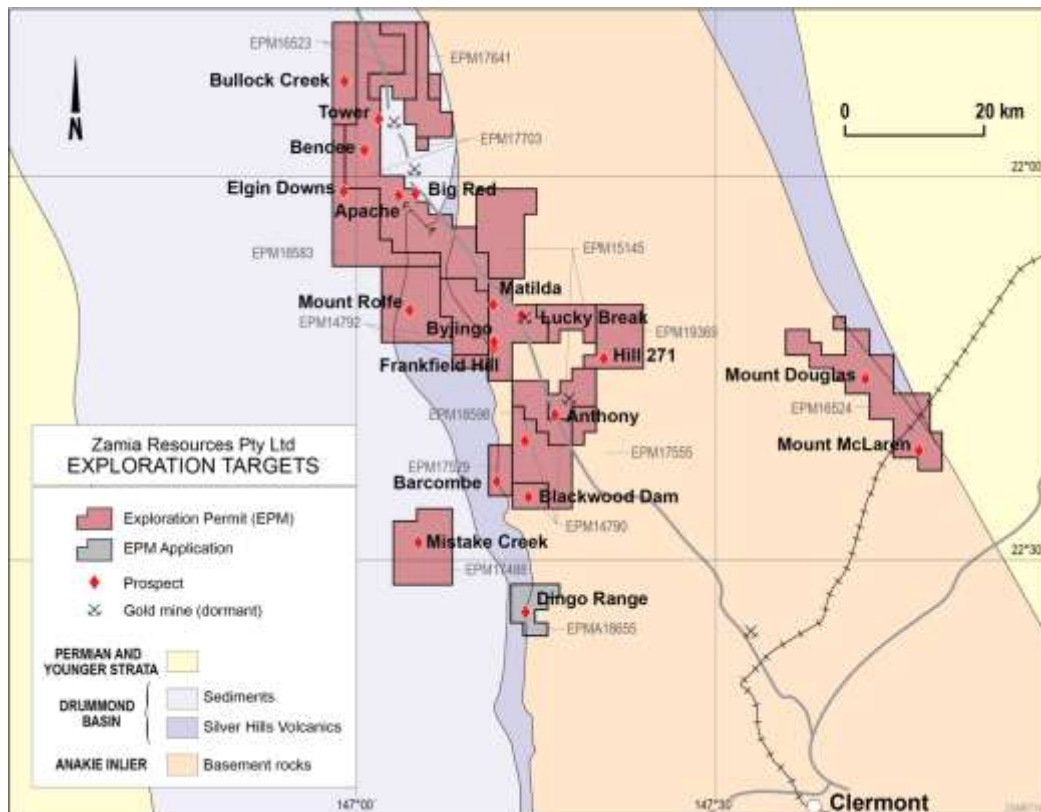 EPM16523
EPM17641
Bullock Creek
Tower
0 20 km
N
EPM17703
Bencee
22°00
Elgin Downs
Big Red
Apache
EPM16583
EPM15145
Matilda
Mount Rolfe
Lucky Break
EPM14792
Byjingo
EPM19369
Hill 271
Frankfield Hill
Mount Douglas
EPM16524
EPM18598
Anthony
Mount McLaren
Zamia Resources Pty Ltd
EXPLORATION TARGETS
EPM17555
EPM17529
Barcombe
Blackwood Dam
Exploration Permit (EPM)
EPM14790
EPM Application
Mistake Creek
22°30
EPM17488
Prospect
Dingo Range
Gold mine (dormant)
EPMA18655
PERMIAN AND
YOUNGER STRATA
DRUMMOND
BASIN
Sediments
Silver Hills Volcanics
ANAKIE INLIER
Basement rocks
147°00
147°30
Clermont